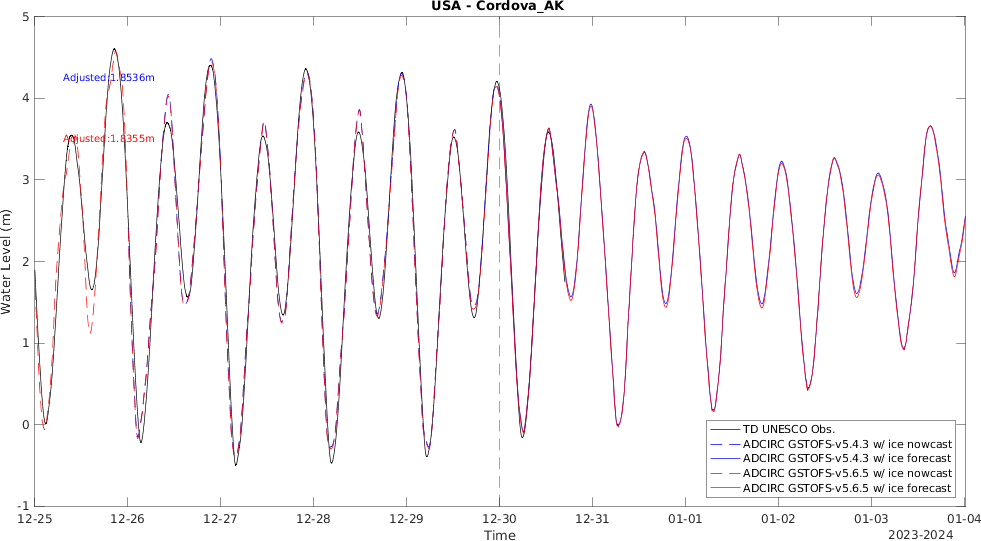 USA - Cordova_AK
5
Adjusted:1.8536m
4
Adjusted:1.8355m
3
2
1
0
-1
Water Level (m)
TD UNESCO Obs.
ADCIRC GSTOFS-v5.4.3 w/ ice nowcast
ADCIRC GSTOFS-v5.4.3 w/ ice forecast
ADCIRC GSTOFS-v5.6.5 w/ ice nowcast
ADCIRC GSTOFS-v5.6.5 w/ ice forecast
12-25 12-26 12-27 12-28 12-29 12-30 12-31 01-01 01-02 01-03 01-04
Time
2023-2024